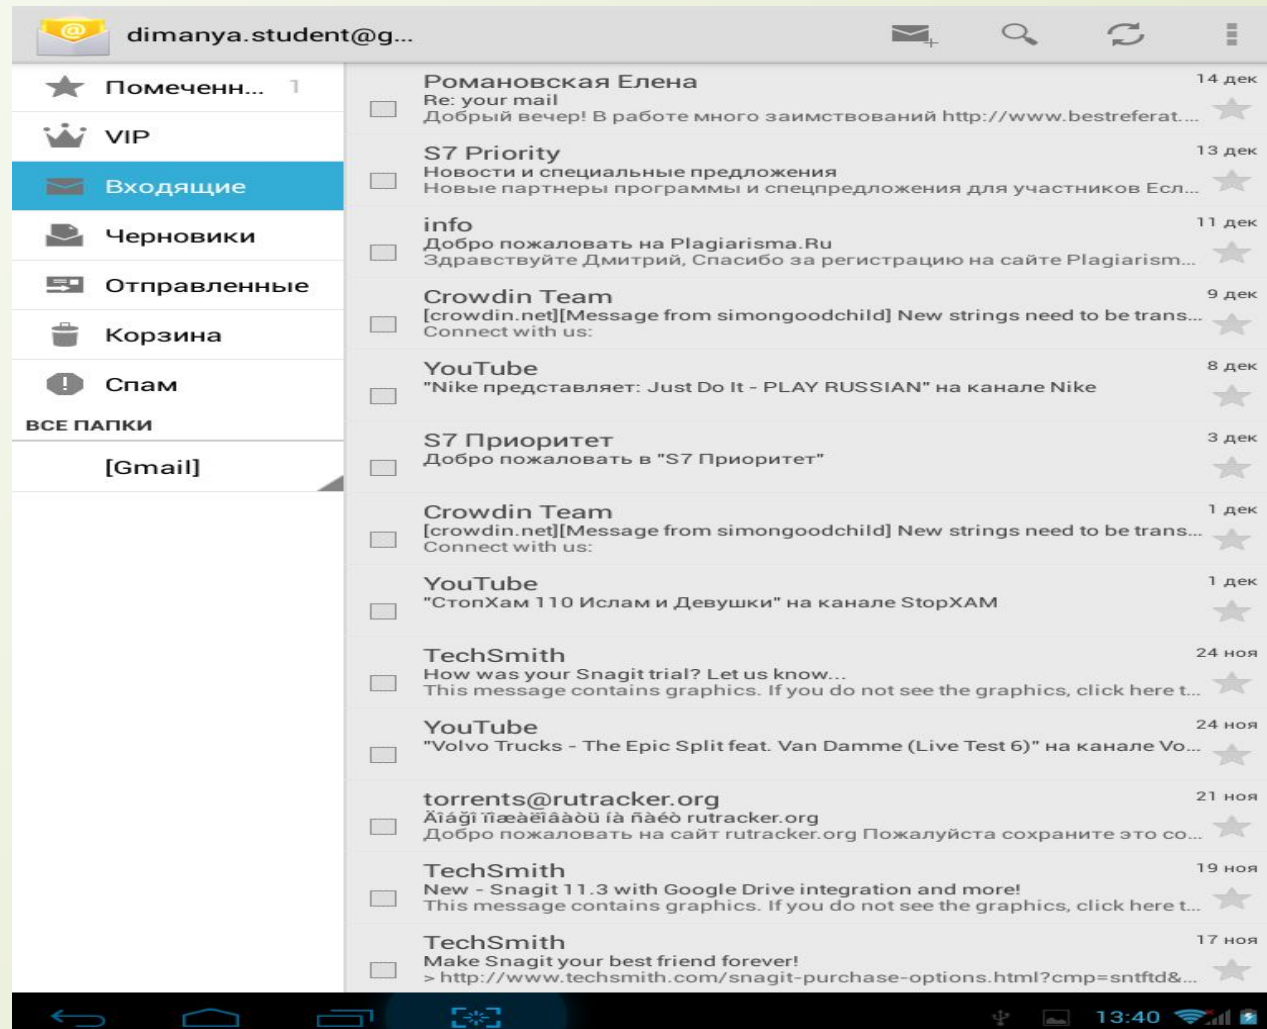 dimanya.student@g...
Помеченн... 1
VIP
Входящие
Черновики
Отправленные
Корзина
Спам
ВСЕ ПАПКИ
[Gmail]
Романовская Елена 14 дек
Re: your mail
Добрый вечер! В работе много заимствований http://www.bestreferat....
S7 Priority 13 дек
Новости и специальные предложения
Новые партнеры программы и спецпредложения для участников Есл...
info 11 дек
Добро пожаловать на Plagiarisma.Ru
Здравствуйте Дмитрий, Спасибо за регистрацию на сайте Plagiarism...
Crowdin Team 9 дек
[crowdin.net][Message from simongoodchild] New strings need to be trans...
Connect with us:
YouTube 8 дек
"Nike представляет: Just Do It - PLAY RUSSIAN" на канале Nike
S7 Приоритет 3 дек
Добро пожаловать в "S7 Приоритет"
Crowdin Team 1 дек
[crowdin.net][Message from simongoodchild] New strings need to be trans...
Connect with us:
YouTube 1 дек
"СтопХам 110 Ислам и Девушки" на канале StopXAM
TechSmith 24 ноя
How was your Snagit trial? Let us know...
This message contains graphics. If you do not see the graphics, click here t...
YouTube 24 ноя
"Volvo Trucks - The Epic Split feat. Van Damme (Live Test 6)" на канале Vo...
torrents@rutracker.org 21 ноя
rutracker.org
Добро пожаловать на сайт rutracker.org Пожалуйста сохраните это со...
TechSmith 19 ноя
New - Snagit 11.3 with Google Drive integration and more!
This message contains graphics. If you do not see the graphics, click here t...
TechSmith 17 ноя
Make Snagit your best friend forever!
> http://www.techsmith.com/snagit-purchase-options.html?cmp=sntftd&...
13:40